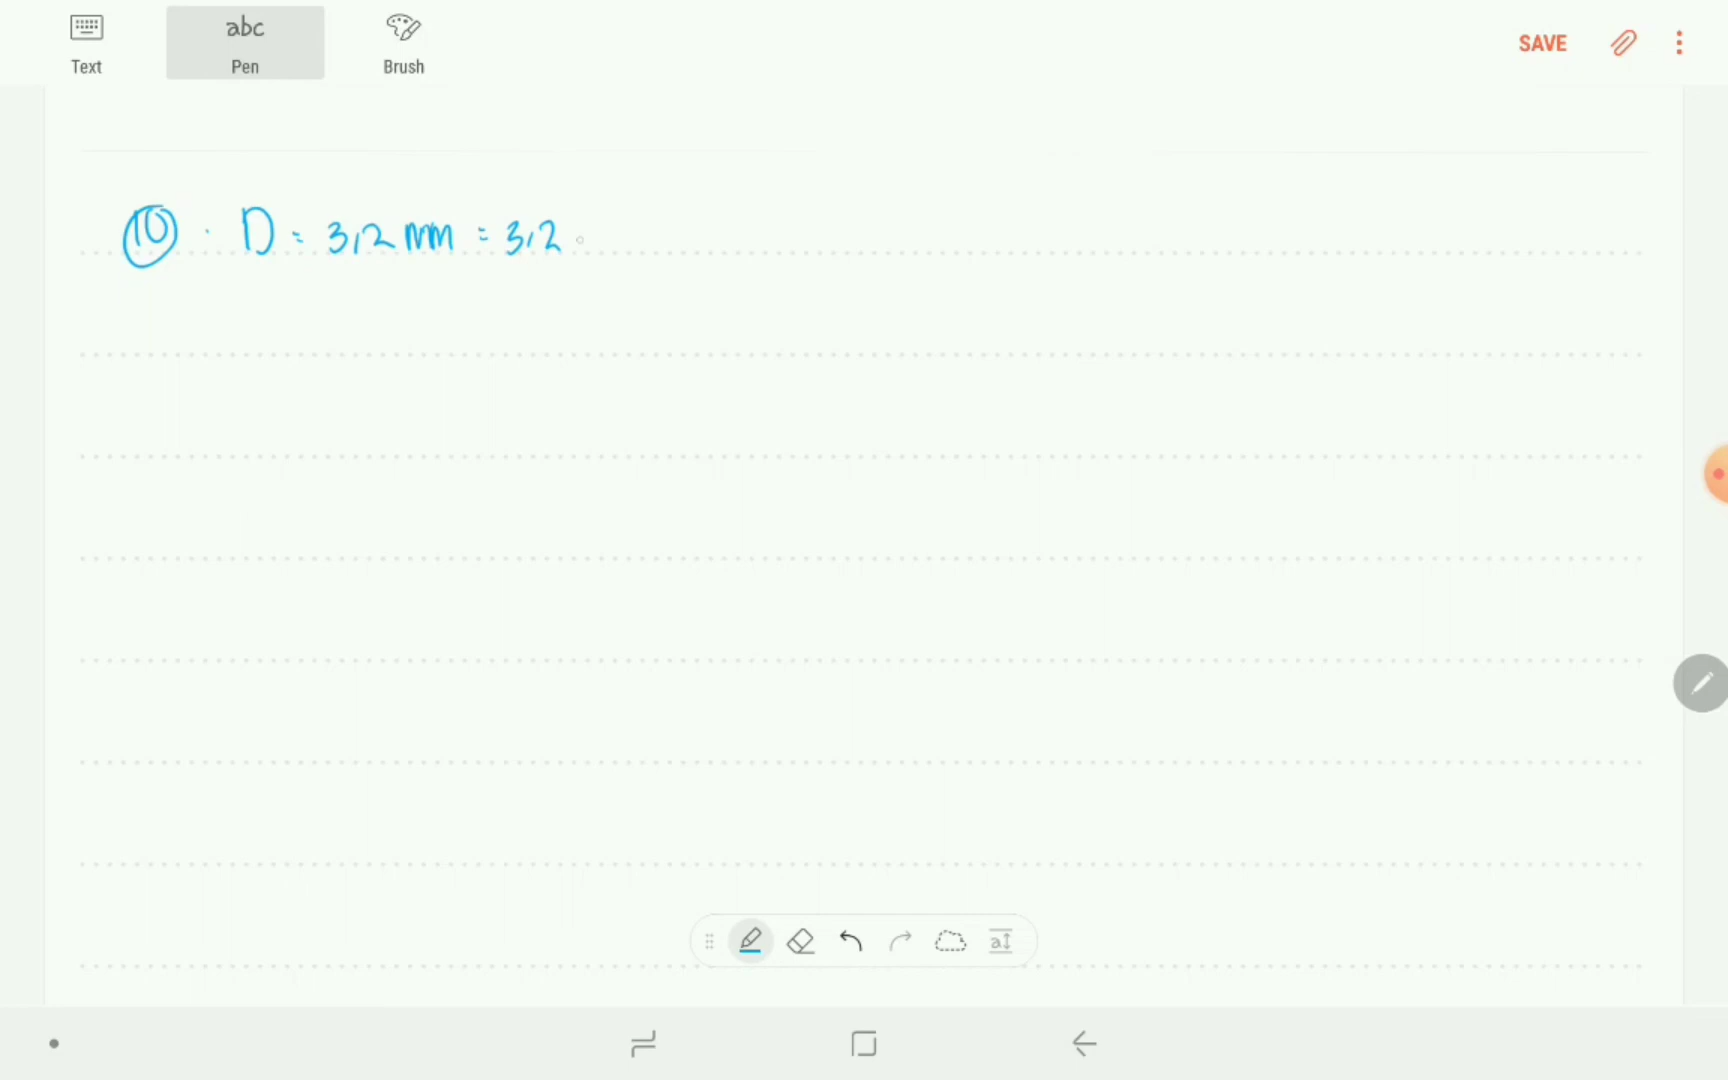 Text
abc
Pen
Brush
SAVE
10 . D = 3,2 mm = 3,2
a